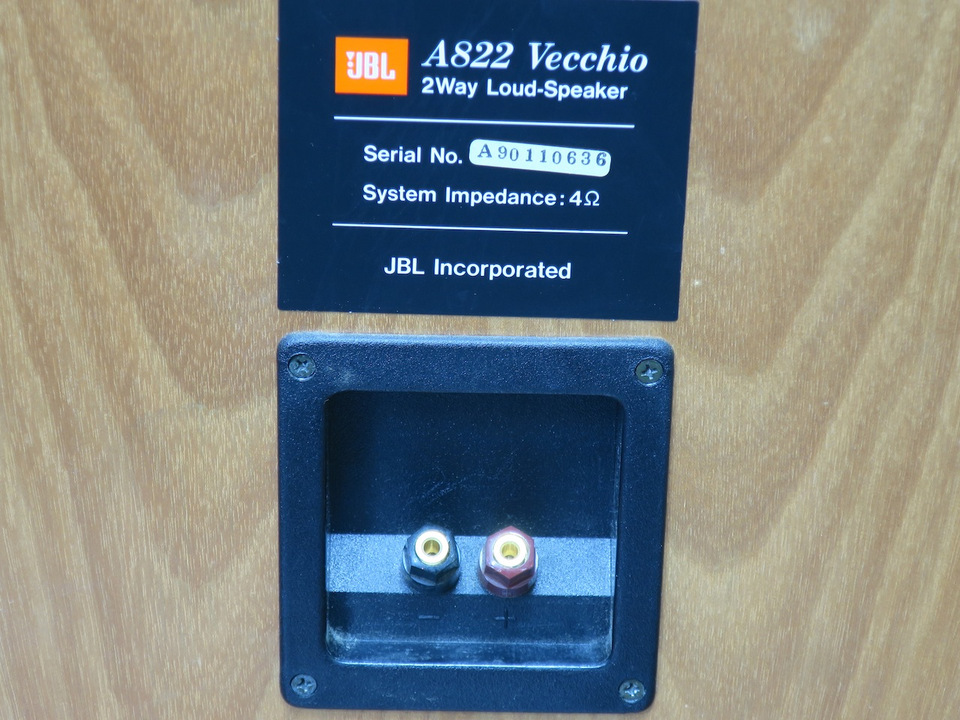 JBL A822 Vecchio
2Way Loud-Speaker
Serial No. A90110636
System Impedance: 4Ω
JBL Incorporated
− +